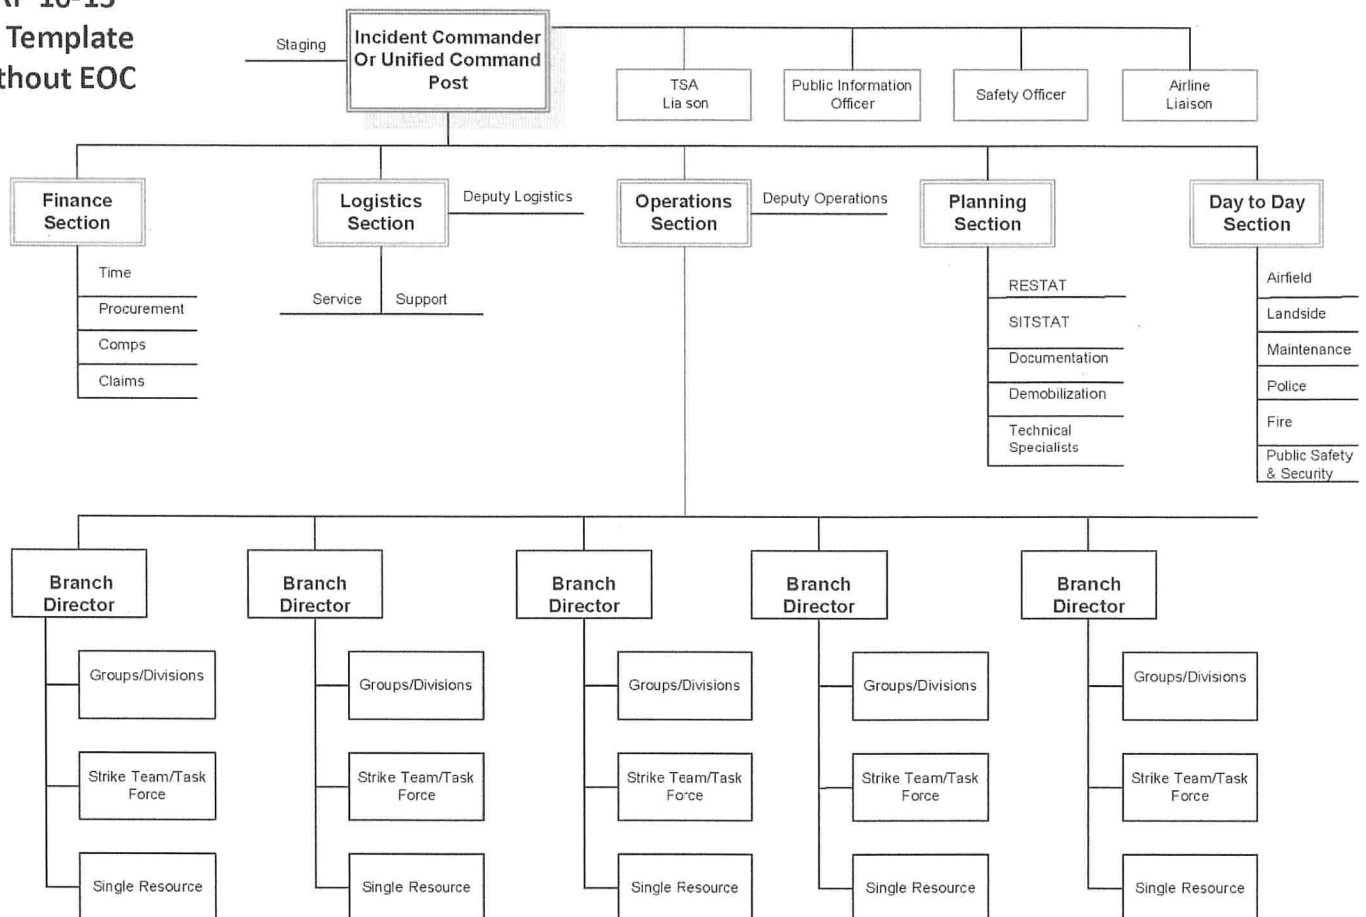 10-15
Template
thout EOC
Staging
Incident Commander
Or Unified Command
Post
TSA
Lia son
Public Information
Officer
Safety Officer
Airline
Liaison
Finance
Section
Logistics
Section
Deputy Logistics
Operations
Section
Deputy Operations
Planning
Section
Day to Day
Section
Time
Procurement
Comps
Claims
Service
Support
RESTAT
SITSTAT
Documentation
Demobilization
Technical
Specialists
Airfield
Landside
Maintenance
Police
Fire
Public Safety
& Security
Branch
Director
Branch
Director
Branch
Director
Branch
Director
Branch
Director
Groups/Divisions
Groups/Divisions
Groups/Divisions
Groups/Divisions
Groups/Divisions
Strike Team/Task
Force
Strike Team/Task
Force
Strike Team/Task
Force
Strike Team/Task
Force
Strike Team/Task
Force
Single Resource
Single Resource
Single Resource
Single Resource
Single Resource